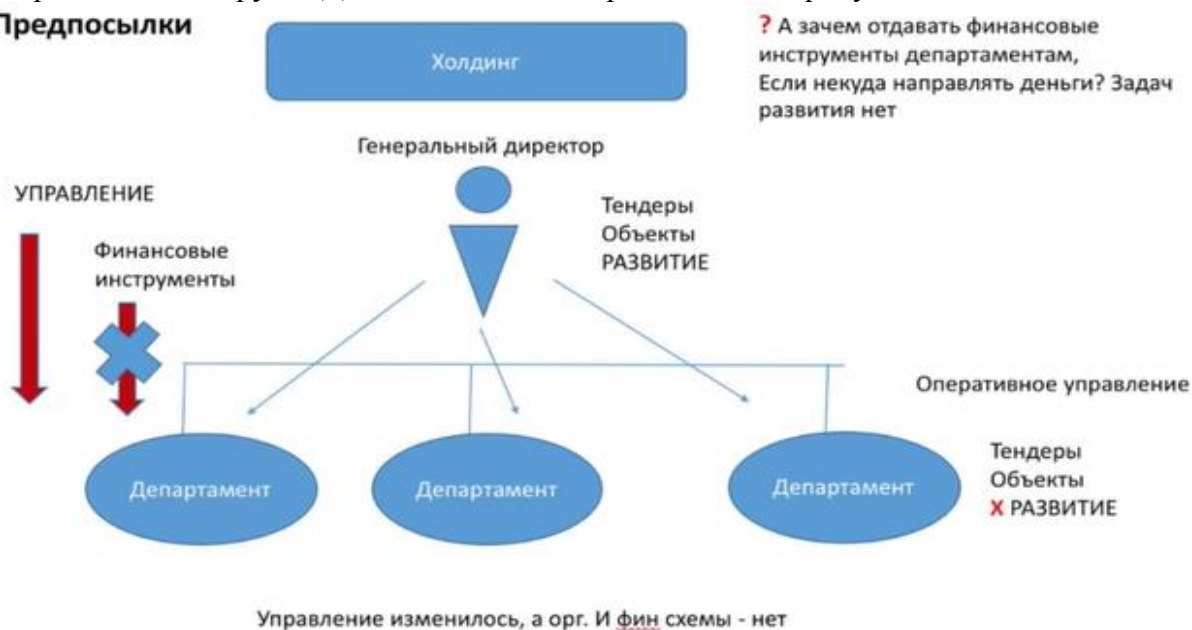 Предпосылки
Холдинг
? А зачем отдавать финансовые
инструменты департаментам,
Если некуда направлять деньги? Задач
развития нет
Генеральный директор
УПРАВЛЕНИЕ
Финансовые
инструменты
Тендеры
Объекты
РАЗВИТИЕ
Оперативное управление
Департамент
Департамент
Департамент
Тендеры
Объекты
X РАЗВИТИЕ
Управление изменилось, а орг. И фин схемы - нет